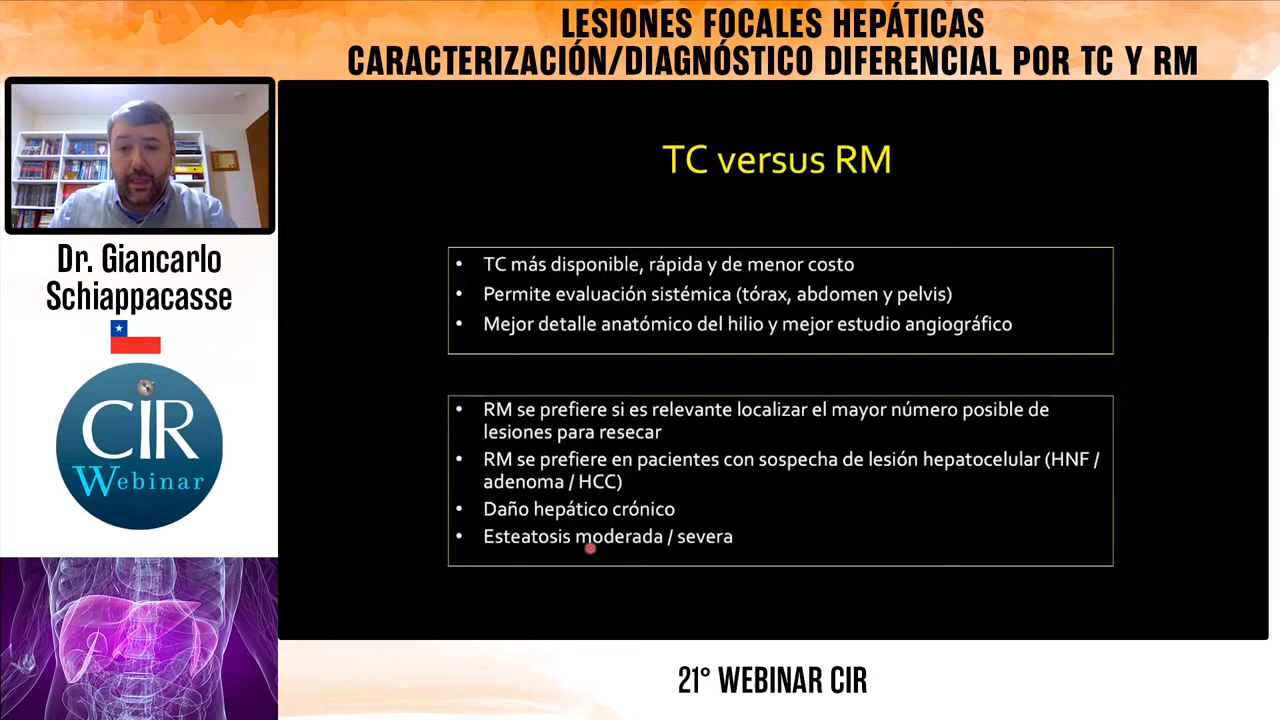 LESIONES FOCALES HEPÁTICAS
CARACTERIZACIÓN/DIAGNÓSTICO DIFERENCIAL POR TC Y RM
Dr. Giancarlo
Schiappacasse
CIR
Webinar
TC versus RM
• TC más disponible, rápida y de menor costo
• Permite evaluación sistémica (tórax, abdomen y pelvis)
• Mejor detalle anatómico del hilio y mejor estudio angiográfico
• RM se prefiere si es relevante localizar el mayor número posible de
lesiones para resecar
• RM se prefiere en pacientes con sospecha de lesión hepatocelular (HNF /
adenoma / HCC)
• Daño hepático crónico
• Esteatosis moderada / severa
21° WEBINAR CIR